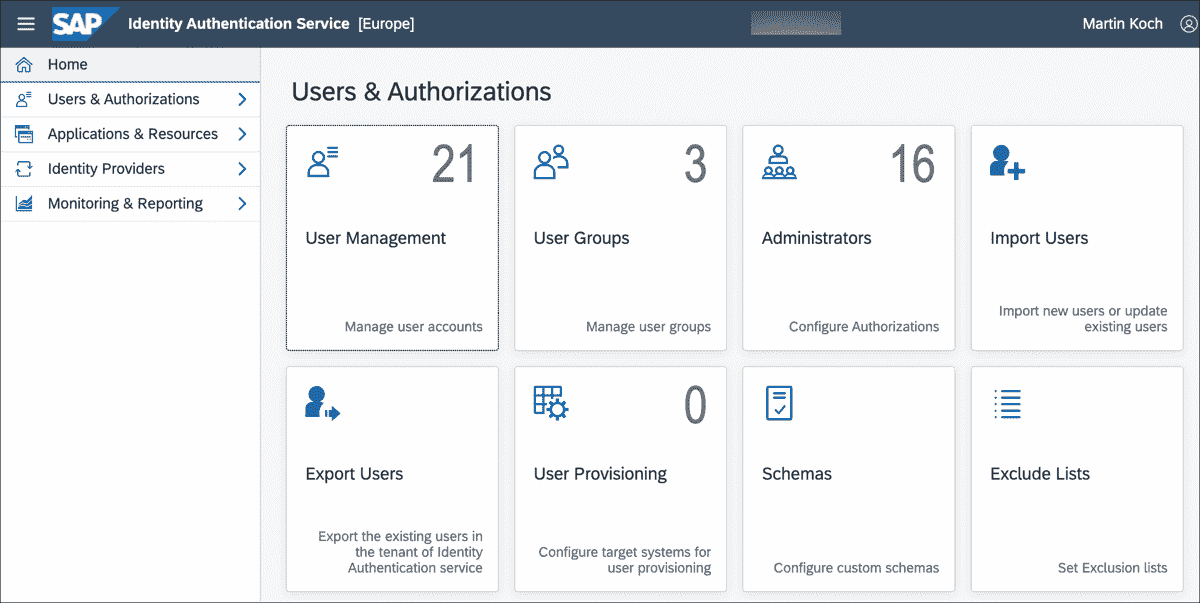 SAP Identity Authentication Service [Europe]
Martin Koch
Home
Users & Authorizations
Applications & Resources
Identity Providers
Monitoring & Reporting
Users & Authorizations
21
User Management
Manage user accounts
3
User Groups
Manage user groups
16
Administrators
Configure Authorizations
Import Users
Import new users or update
existing users
Export Users
Export the existing users in
the tenant of Identity
Authentication service
0
User Provisioning
Configure target systems for
user provisioning
Schemas
Configure custom schemas
Exclude Lists
Set Exclusion lists